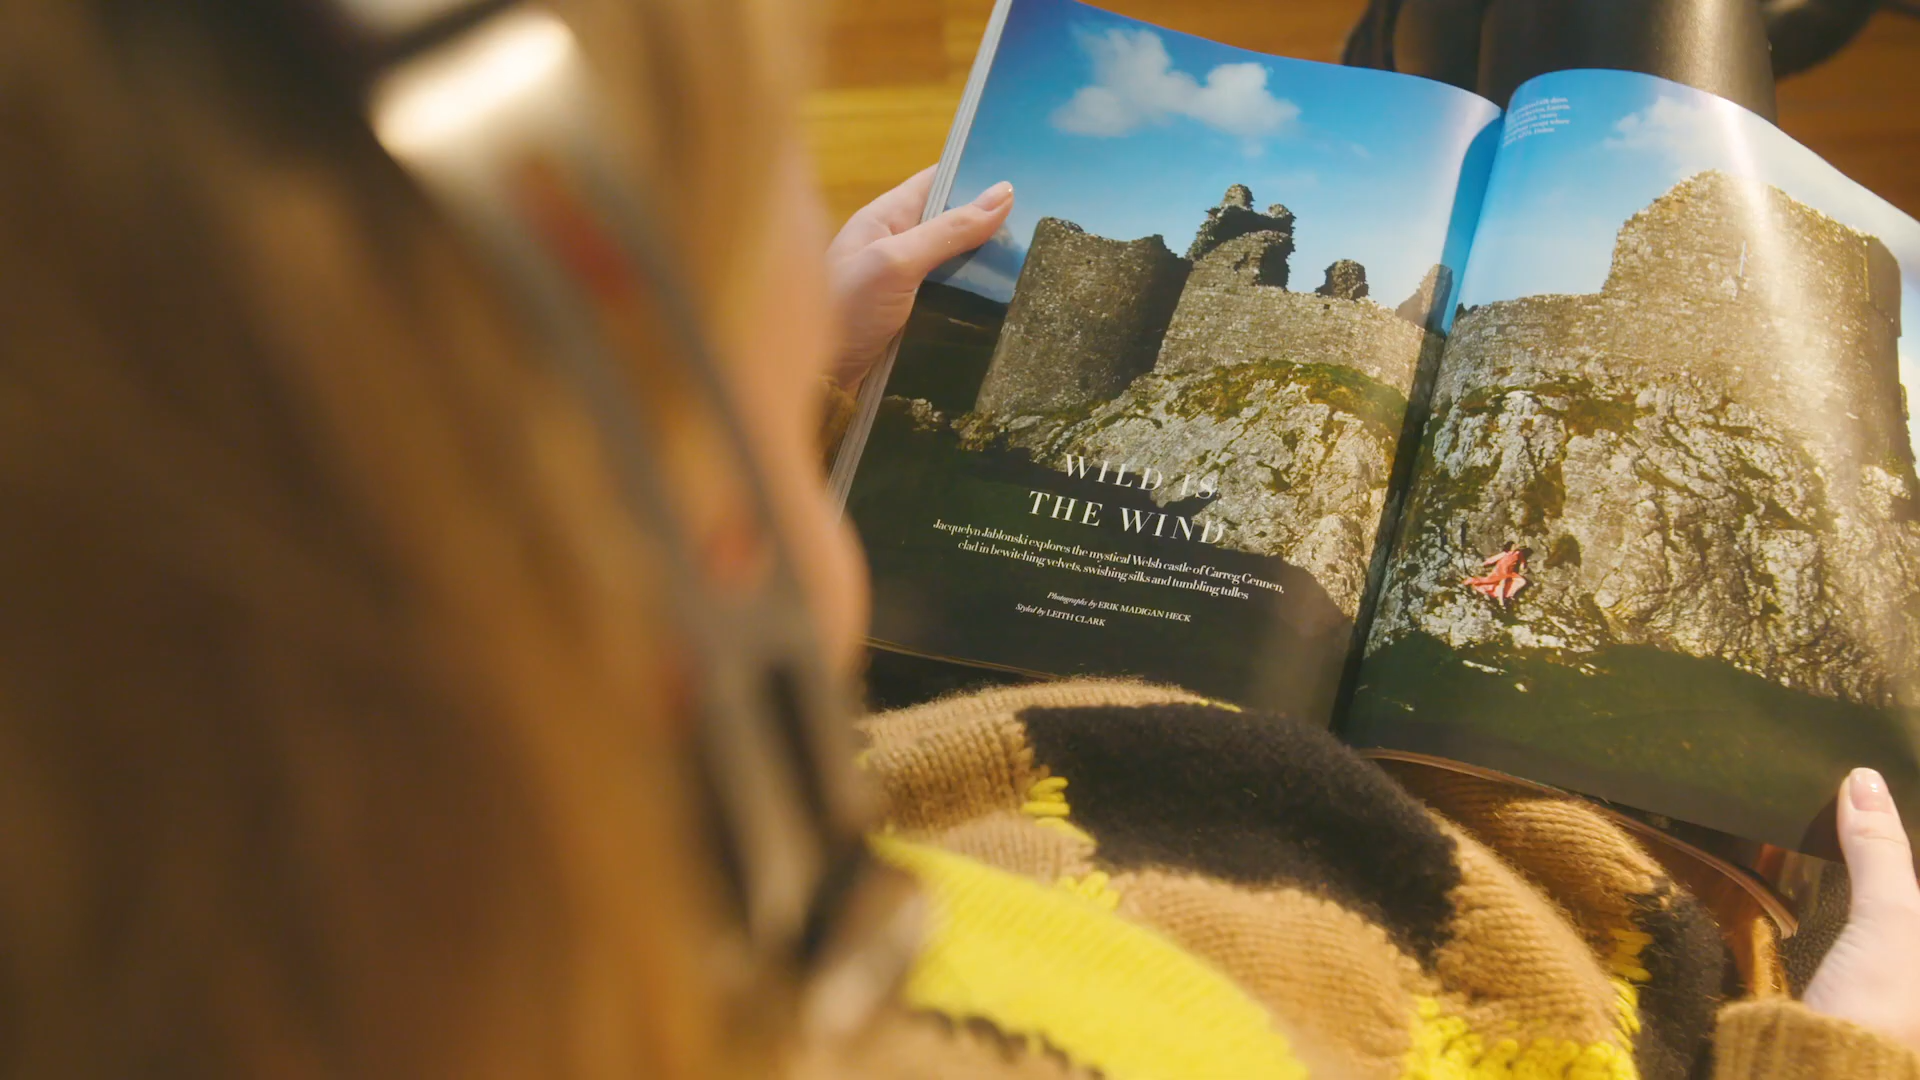 WILD IS
THE WIND
Jacquelyn Jablonski explores the mystical Welsh castle of Carreg Cennen,
clad in bewitching velvets, swishing silks and tumbling tulles
Photographs by ERIK MADIGAN HECK
Styled by LEITH CLARK